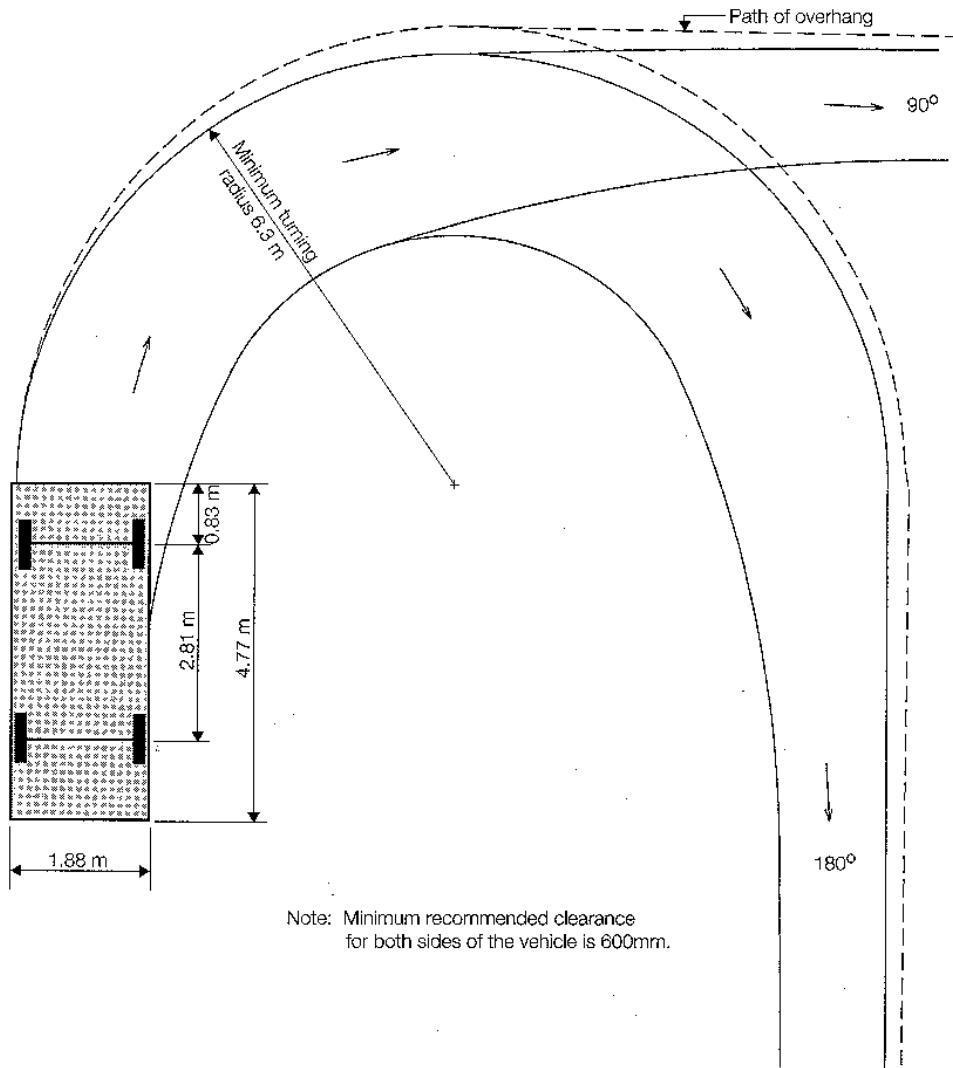 Path of overhang
90°
Minimum turning
radius 6.3 m
0.83 m
2.81 m
4.77 m
1.88 m
180°
Note: Minimum recommended clearance
for both sides of the vehicle is 600mm.